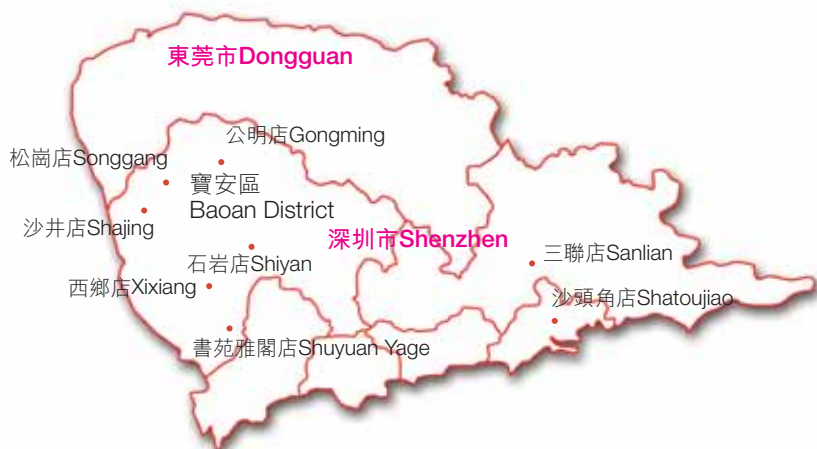 東莞市Dongguan
公明店Gongming
松崗店Songgang
寶安區
Baoan District
沙井店Shajing
深圳市Shenzhen
石岩店Shiyan
三聯店Sanlian
西鄉店Xixiang
沙頭角店Shatoujiao
書苑雅閣店Shuyuan Yage